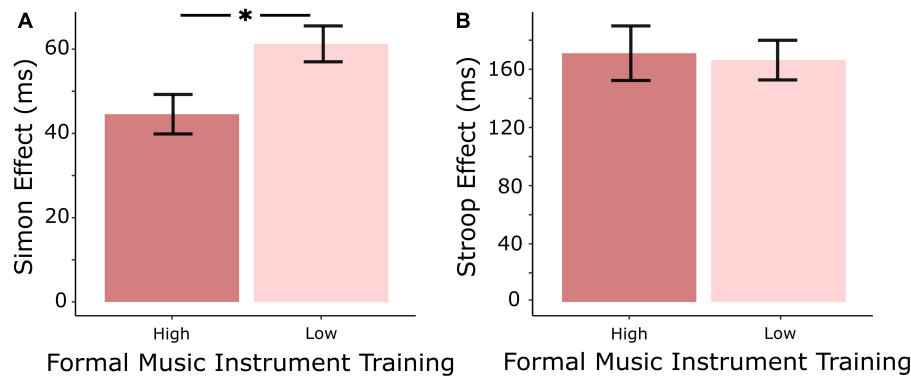 A
*
Simon Effect (ms)
60
40
20
0
High
Low
Formal Music Instrument Training
B
Stroop Effect (ms)
160
120
80
40
0
High
Low
Formal Music Instrument Training